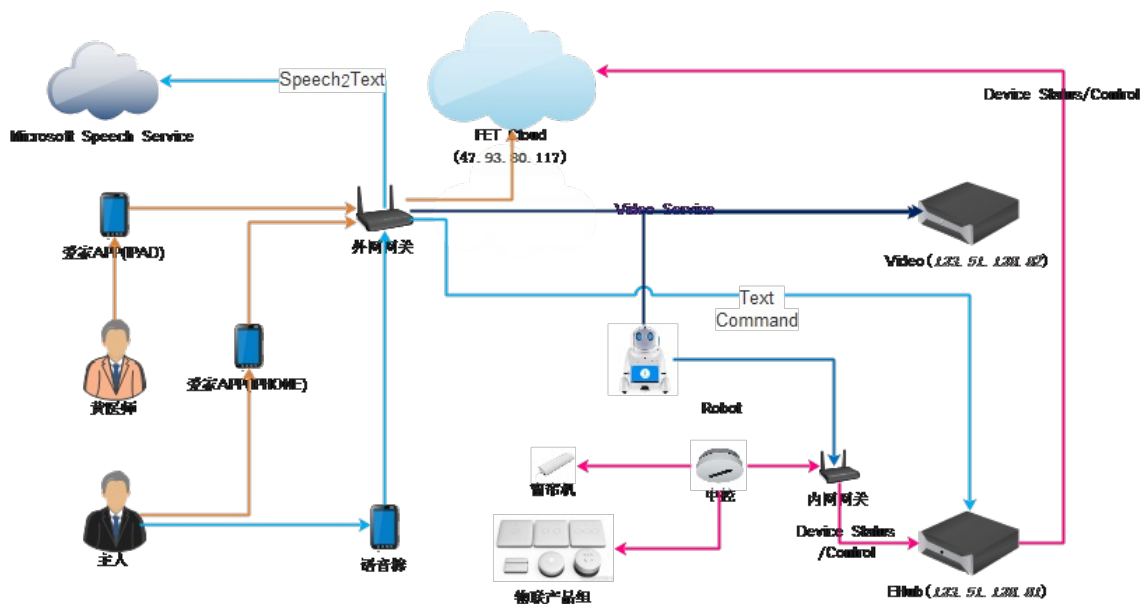 Speech2Text
Device Status/Control
Microsoft Speech Service
FET Cloud
(47.93.80.117)
Video Service
外网网关
爱家APP(IPAD)
Video(123.51.138.82)
Text
Command
爱家APP(IPHONE)
黄医师
Robot
窗帘机
中控
内网网关
Device Status
/Control
主人
语音棒
物联产品组
EHub(123.51.138.81)